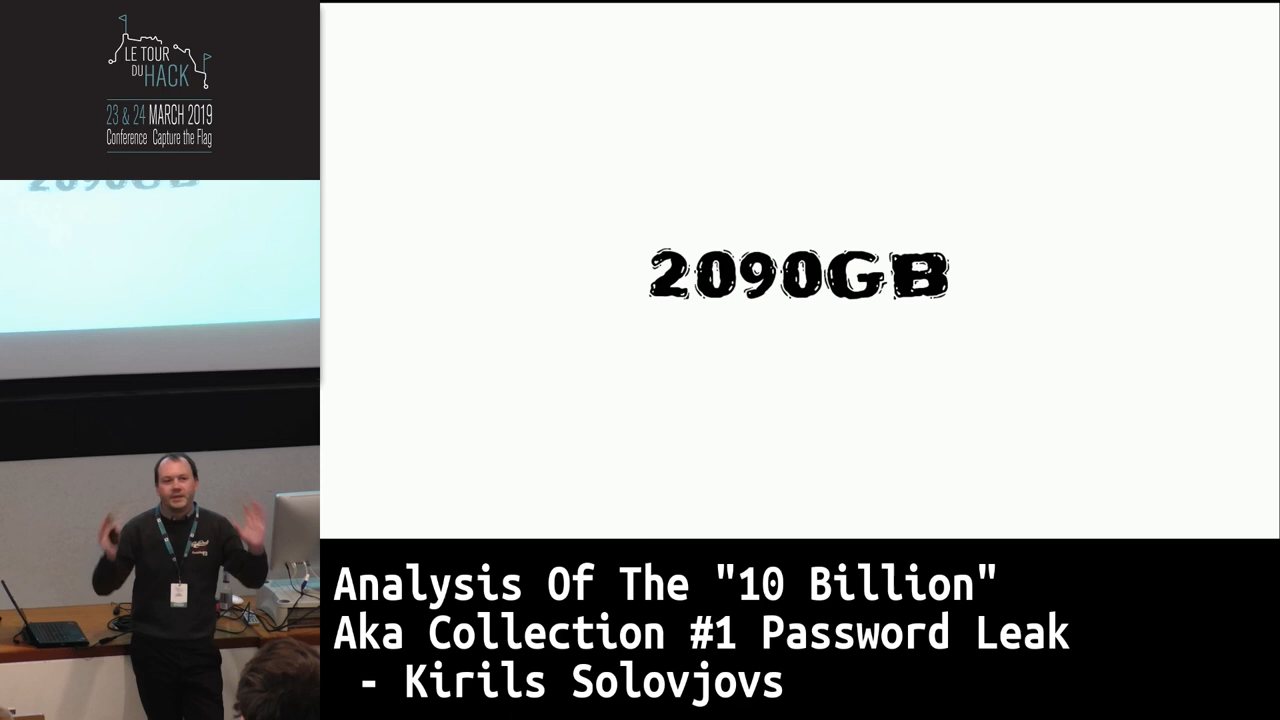 LE TOUR
DU HACK
23 & 24 MARCH 2019
Conference Capture the Flag
2090GB
2090GB
Analysis Of The "10 Billion"
Aka Collection #1 Password Leak
- Kirils Solovjovs